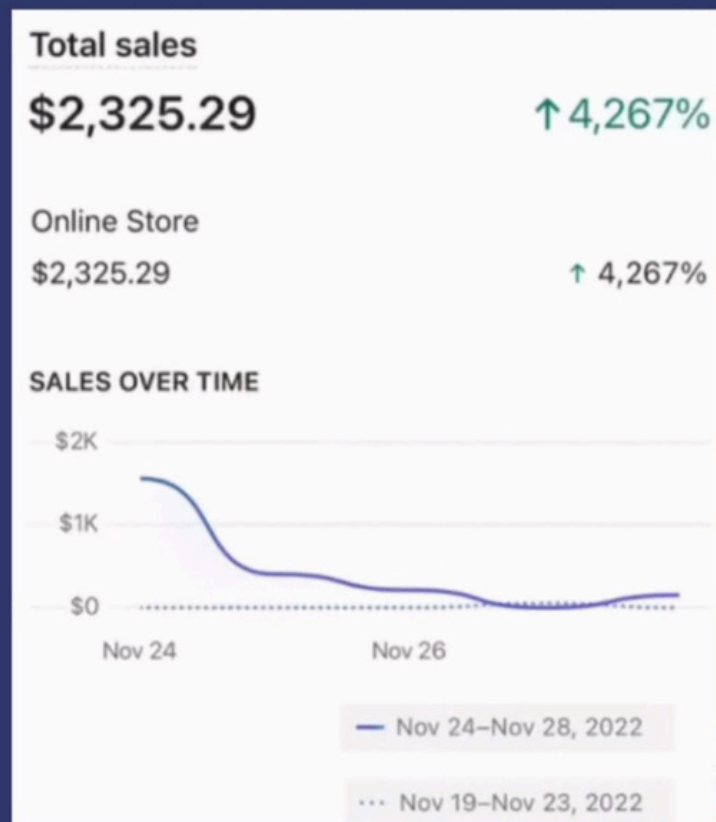 Total sales
$2,325.29 ↑ 4,267%
Online Store
$2,325.29 ↑ 4,267%
SALES OVER TIME
$2K
$1K
$0
Nov 24 Nov 26
Nov 24–Nov 28, 2022
Nov 19–Nov 23, 2022